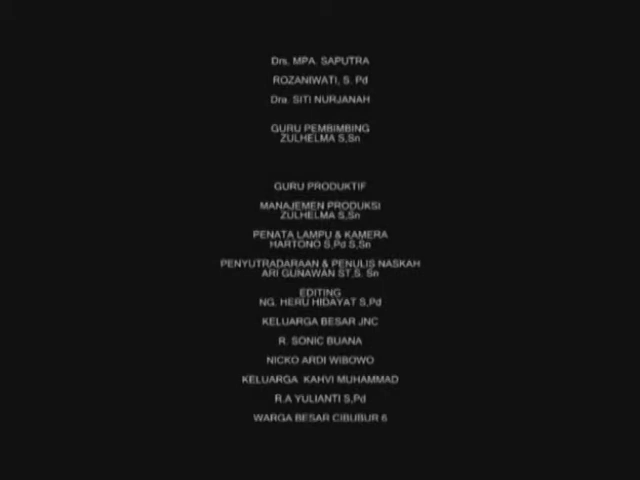 Drs. MPA. SAPUTRA
ROZANIWATI, S. Pd
Dra. SITI NURJANAH
GURU PEMBIMBING
ZULHELMA S,Sn
GURU PRODUKTIF
MANAJEMEN PRODUKSI
ZULHELMA S,Sn
PENATA LAMPU & KAMERA
HARTONO S,Pd S,Sn
PENYUTRADARAAN & PENULIS NASKAH
ARI GUNAWAN ST,S. Sn
EDITING
NG. HERU HIDAYAT S,Pd
KELUARGA BESAR JNC
R. SONIC BUANA
NICKO ARDI WIBOWO
KELUARGA KAHVI MUHAMMAD
R.A YULIANTI S,Pd
WARGA BESAR CIBUBUR 6